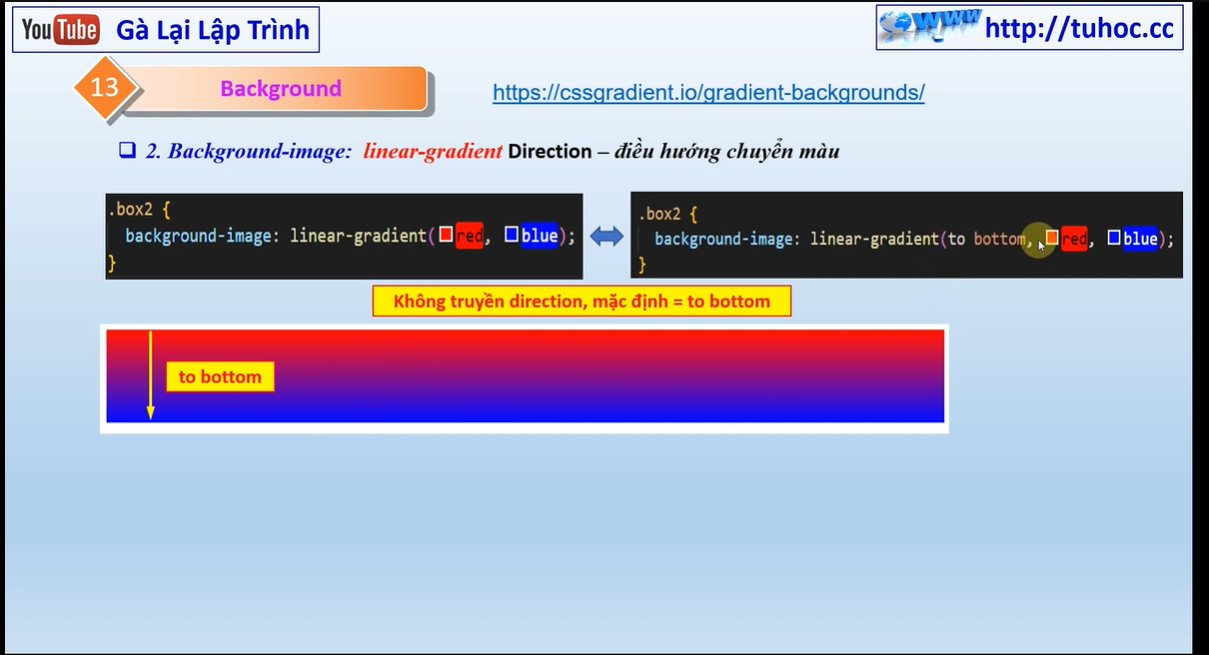 YouTube Gà Lại Lập Trình
WWW http://tuhoc.cc
13 Background
https://cssgradient.io/gradient-backgrounds/
2. Background-image: linear-gradient Direction – điều hướng chuyển màu
.box2 {
background-image: linear-gradient(red, blue);
}
.box2 {
background-image: linear-gradient(to bottom, red, blue);
}
Không truyền direction, mặc định = to bottom
to bottom